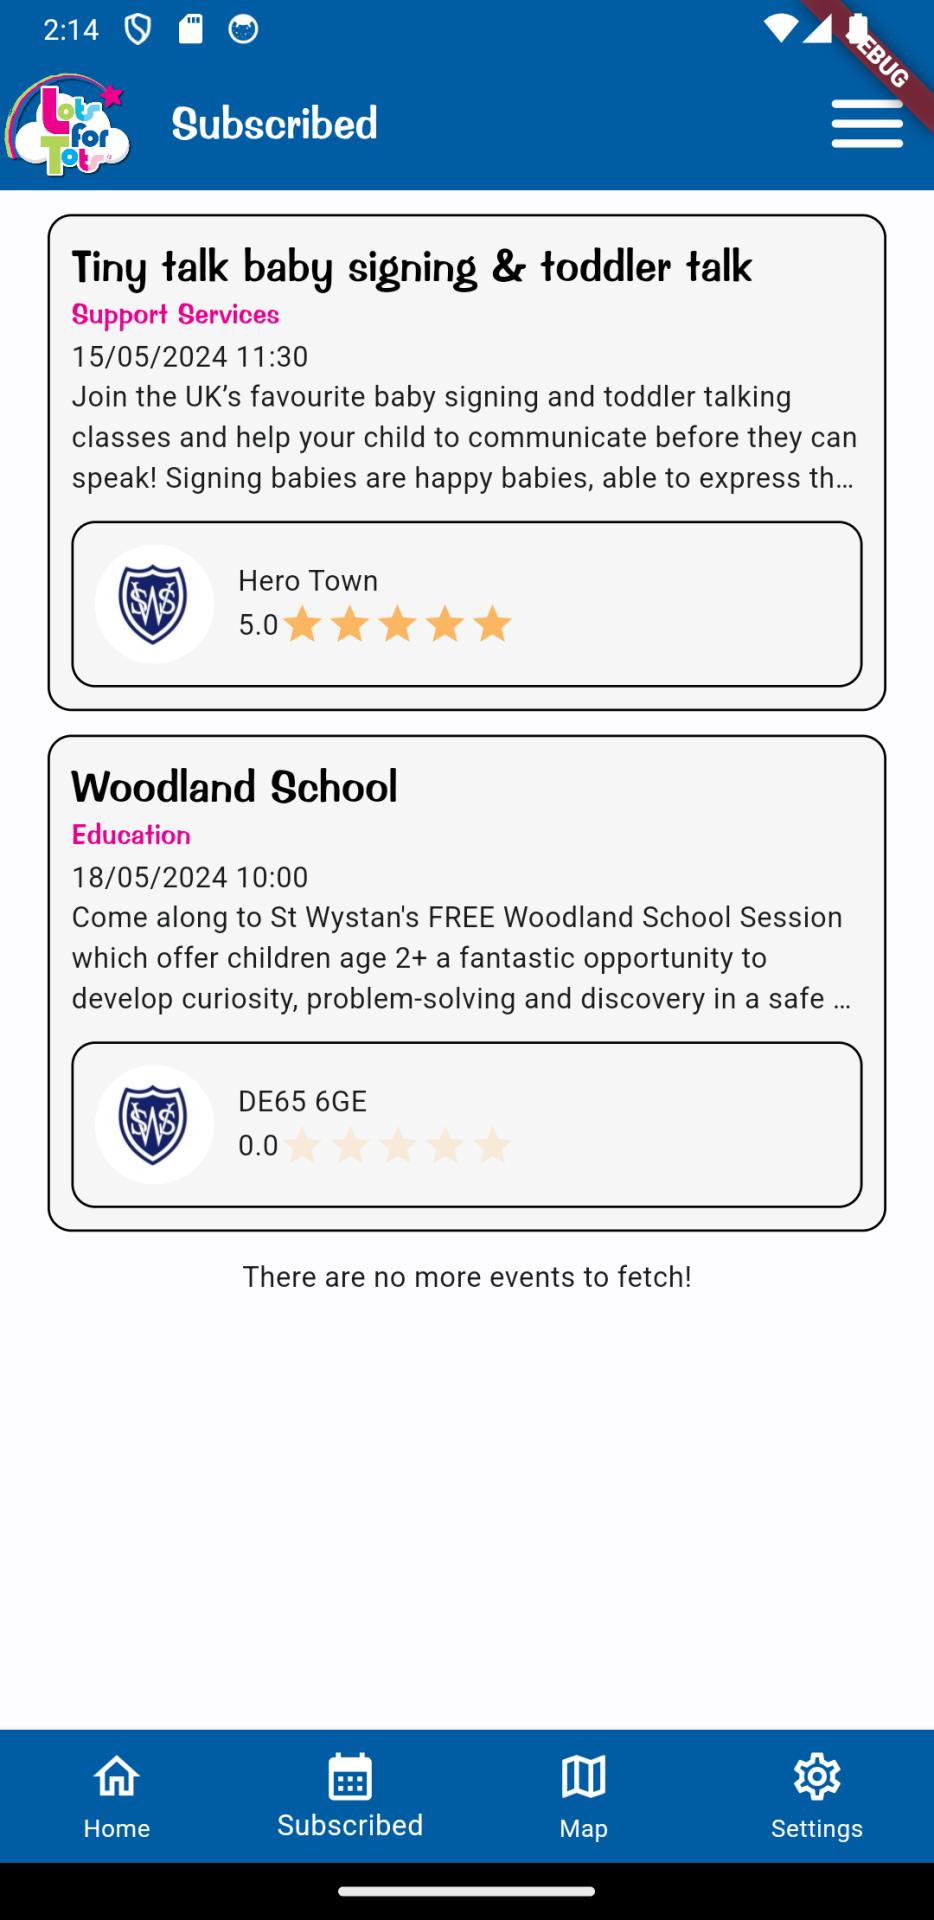 2:14
DEBUG
Lots
for
Tots
Subscribed
Tiny talk baby signing & toddler talk
Support Services
15/05/2024 11:30
Join the UK’s favourite baby signing and toddler talking
classes and help your child to communicate before they can
speak! Signing babies are happy babies, able to express th…
Hero Town
5.0
Woodland School
Education
18/05/2024 10:00
Come along to St Wystan's FREE Woodland School Session
which offer children age 2+ a fantastic opportunity to
develop curiosity, problem-solving and discovery in a safe …
DE65 6GE
0.0
There are no more events to fetch!
Home
Subscribed
Map
Settings